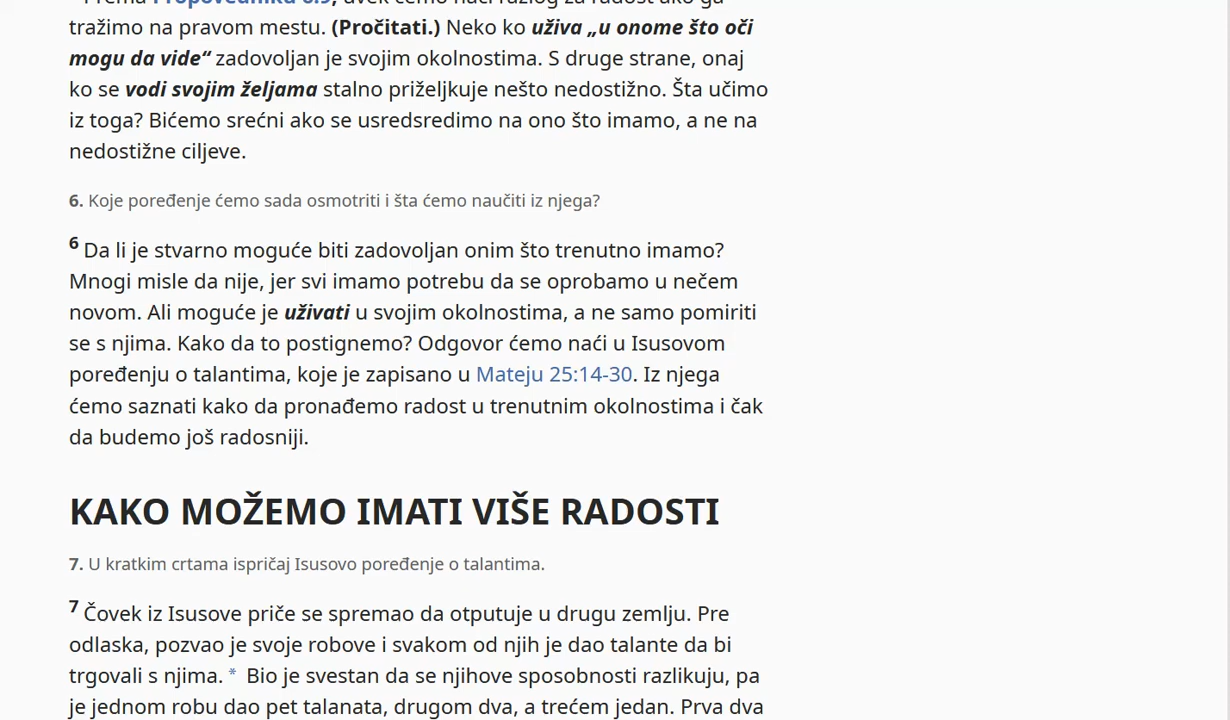 tražimo na pravom mestu. (Pročitati.) Neko ko uživa „u onome što oči
mogu da vide“ zadovoljan je svojim okolnostima. S druge strane, onaj
ko se vodi svojim željama stalno priželjkuje nešto nedostižno. Šta učimo
iz toga? Bićemo srećni ako se usredsredimo na ono što imamo, a ne na
nedostižne ciljeve.
6. Koje poređenje ćemo sada osmotriti i šta ćemo naučiti iz njega?
6 Da li je stvarno moguće biti zadovoljan onim što trenutno imamo?
Mnogi misle da nije, jer svi imamo potrebu da se oprobamo u nečem
novom. Ali moguće je uživati u svojim okolnostima, a ne samo pomiriti
se s njima. Kako da to postignemo? Odgovor ćemo naći u Isusovom
poređenju o talantima, koje je zapisano u Mateju 25:14-30. Iz njega
ćemo saznati kako da pronađemo radost u trenutnim okolnostima i čak
da budemo još radosniji.
KAKO MOŽEMO IMATI VIŠE RADOSTI
7. U kratkim crtama ispričaj Isusovo poređenje o talantima.
7 Čovek iz Isusove priče se spremao da otputuje u drugu zemlju. Pre
odlaska, pozvao je svoje robove i svakom od njih je dao talante da bi
trgovali s njima. * Bio je svestan da se njihove sposobnosti razlikuju, pa
je jednom robu dao pet talanata, drugom dva, a trećem jedan. Prva dva